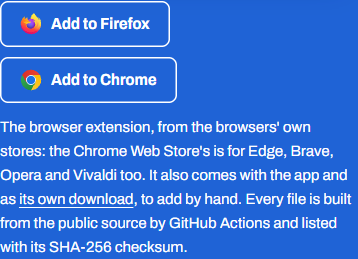 Add to Firefox
Add to Chrome
The browser extension, from the browsers' own
stores: the Chrome Web Store's is for Edge, Brave,
Opera and Vivaldi too. It also comes with the app and
as its own download, to add by hand. Every file is built
from the public source by GitHub Actions and listed
with its SHA-256 checksum.